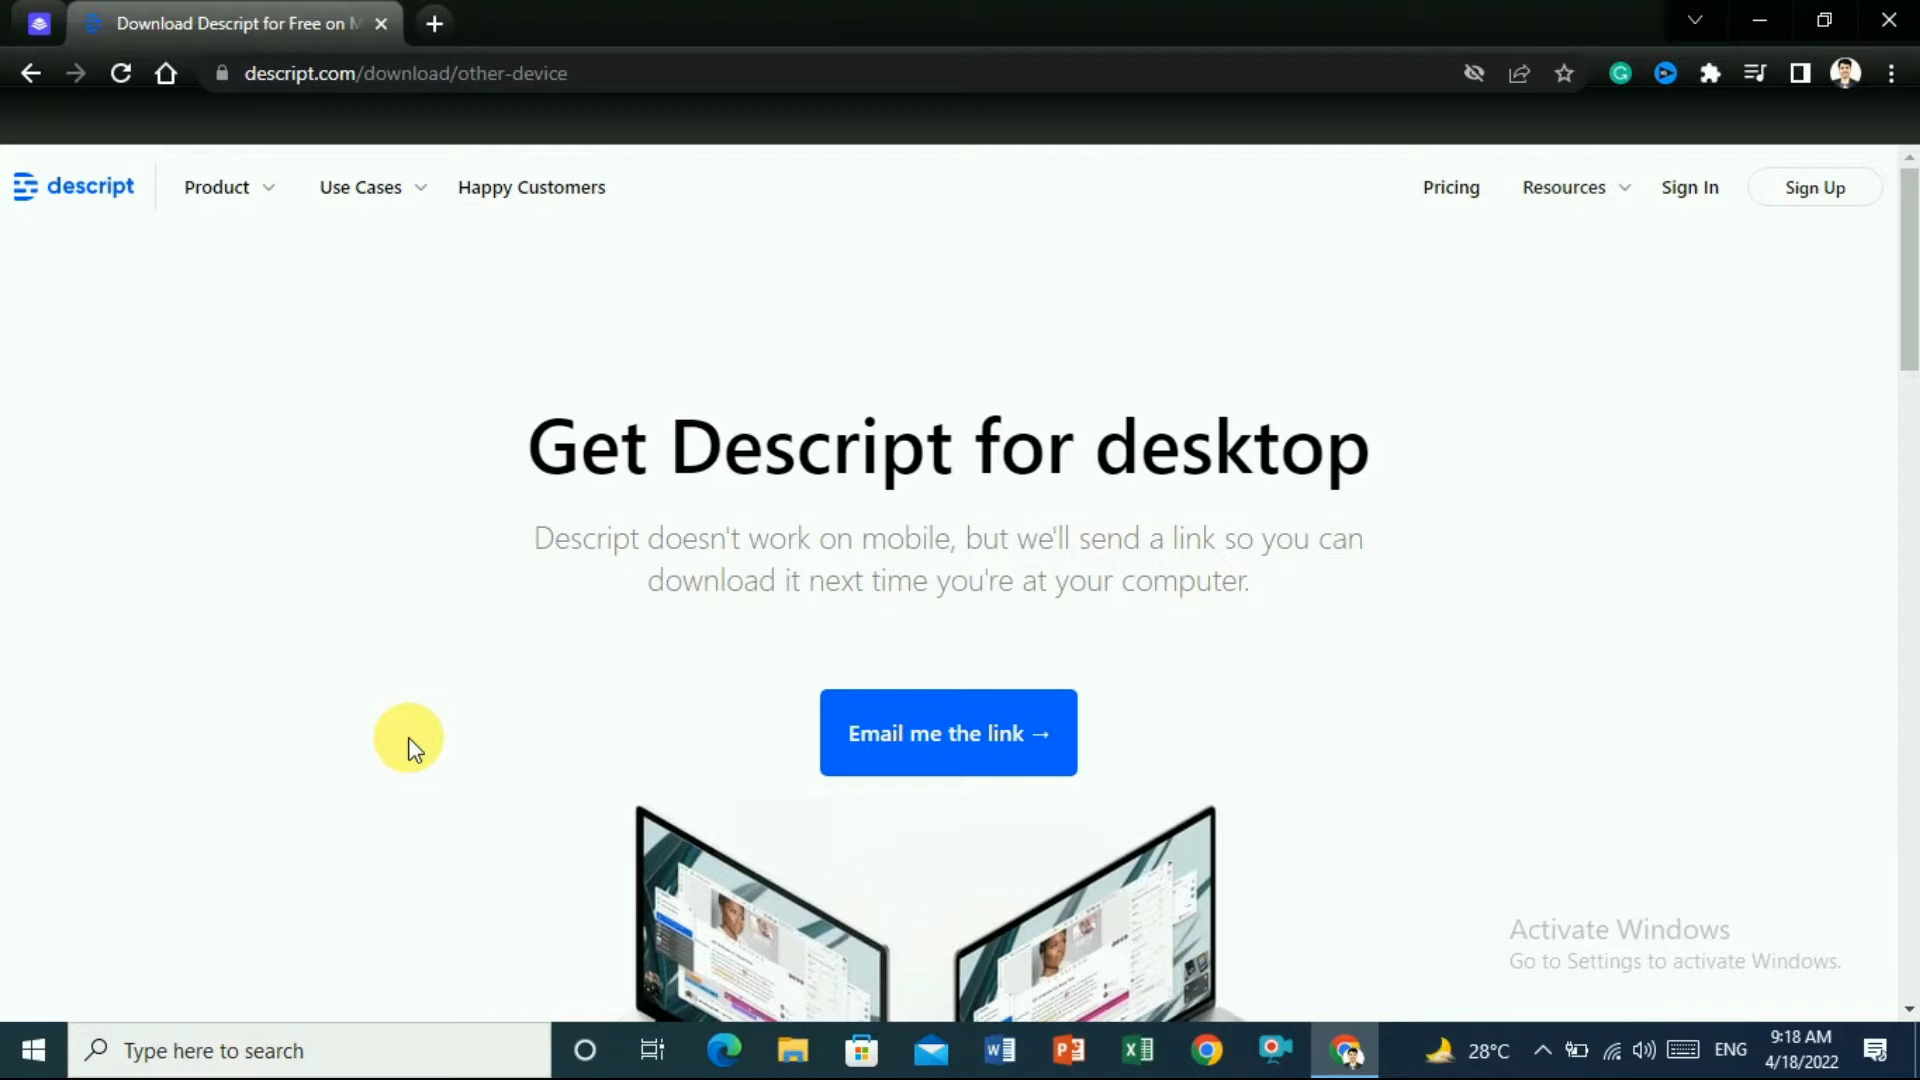 Download Descript for Free on M
descript.com/download/other-device
descript
Product
Use Cases
Happy Customers
Pricing
Resources
Sign In
Sign Up
Get Descript for desktop
Descript doesn't work on mobile, but we'll send a link so you can
download it next time you're at your computer.
Email me the link →
Activate Windows
Go to Settings to activate Windows.
Type here to search
28°C
ENG
9:18 AM
4/18/2022